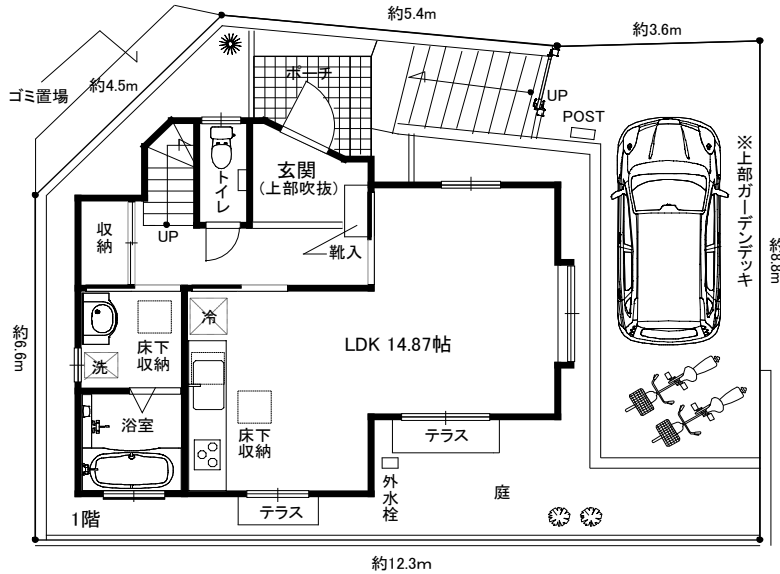 約5.4m
約3.6m
ゴミ置場
約4.5m
ポーチ
UP
POST
※上部ガーデンデッキ
トイレ
玄関
(上部吹抜)
収納
UP
靴入
約8.8m
約6.6m
冷
LDK 14.87帖
床下
収納
洗
浴室
床下
収納
テラス
外水栓
庭
テラス
1階
約12.3m